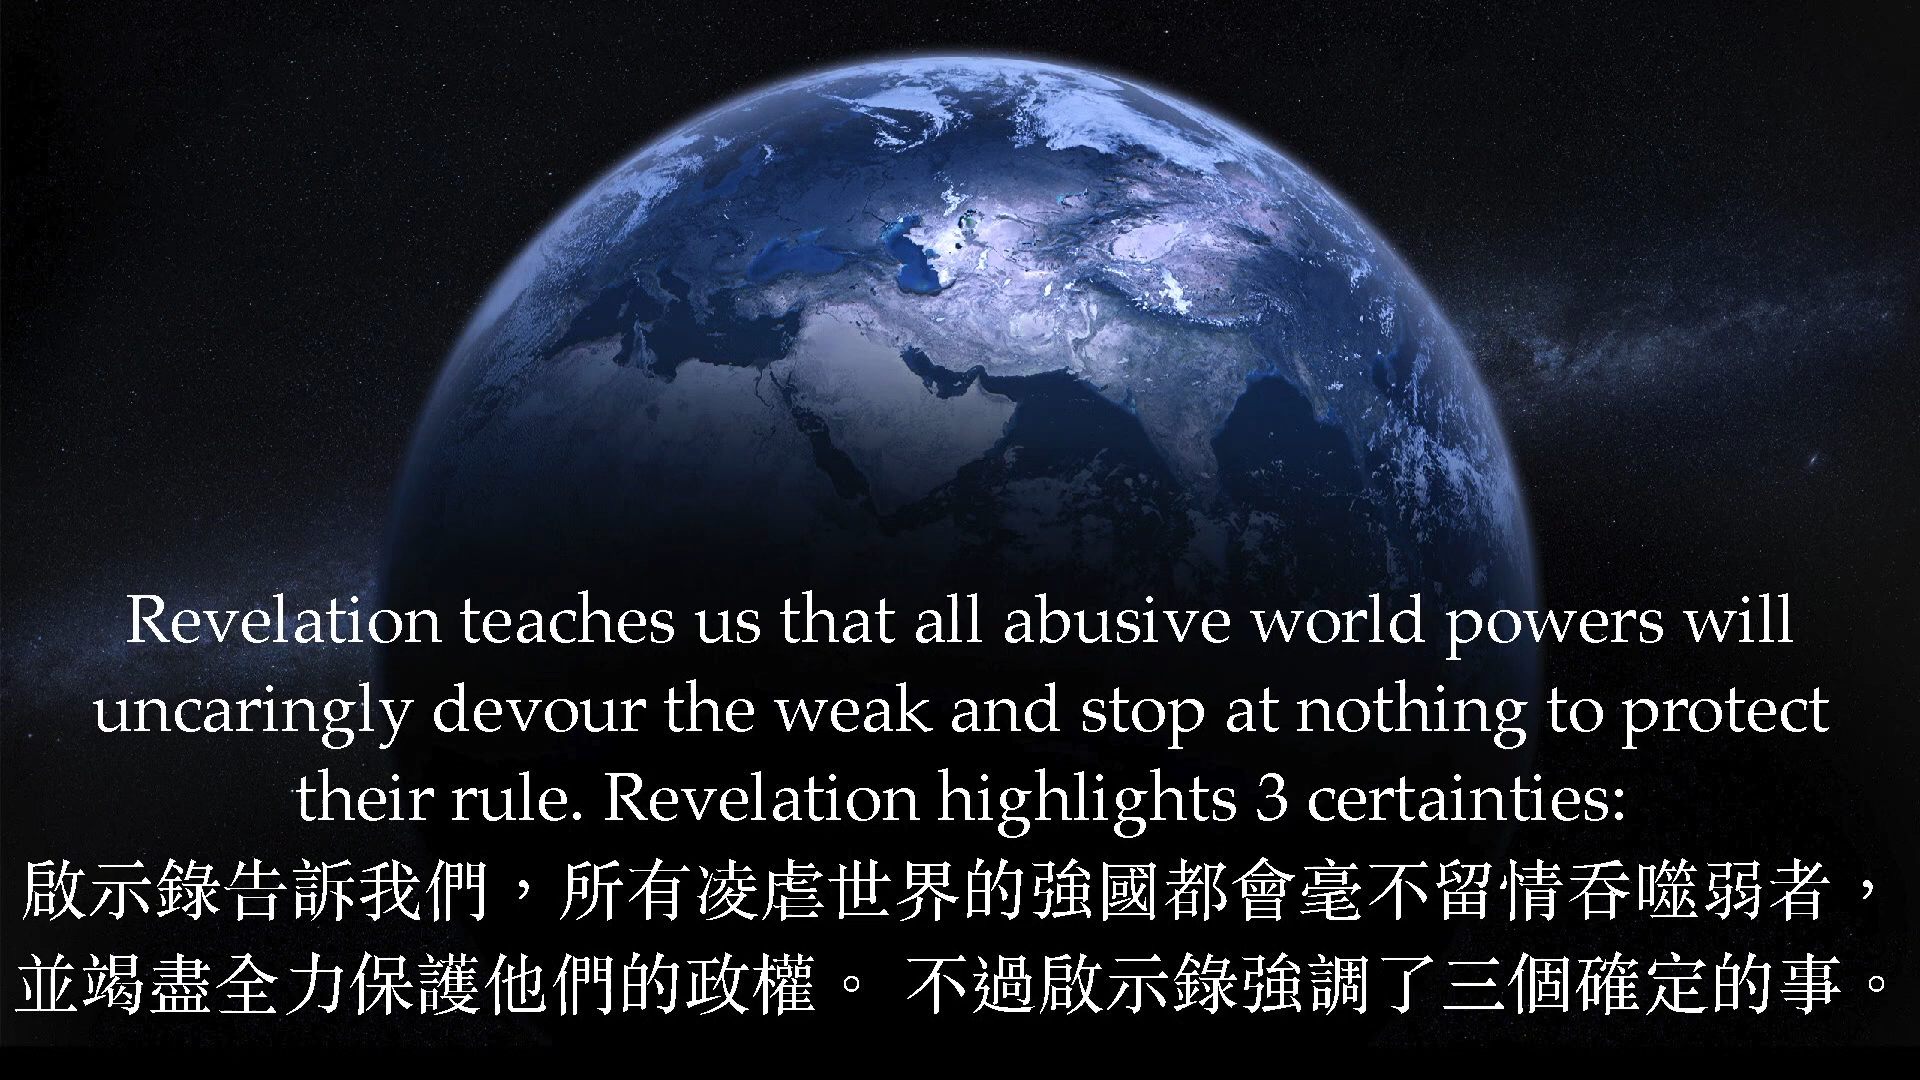 Revelation teaches us that all abusive world powers will
uncaringly devour the weak and stop at nothing to protect
their rule. Revelation highlights 3 certainties:
啟示錄告訴我們，所有凌虐世界的強國都會毫不留情吞噬弱者，
並竭盡全力保護他們的政權。 不過啟示錄強調了三個確定的事。